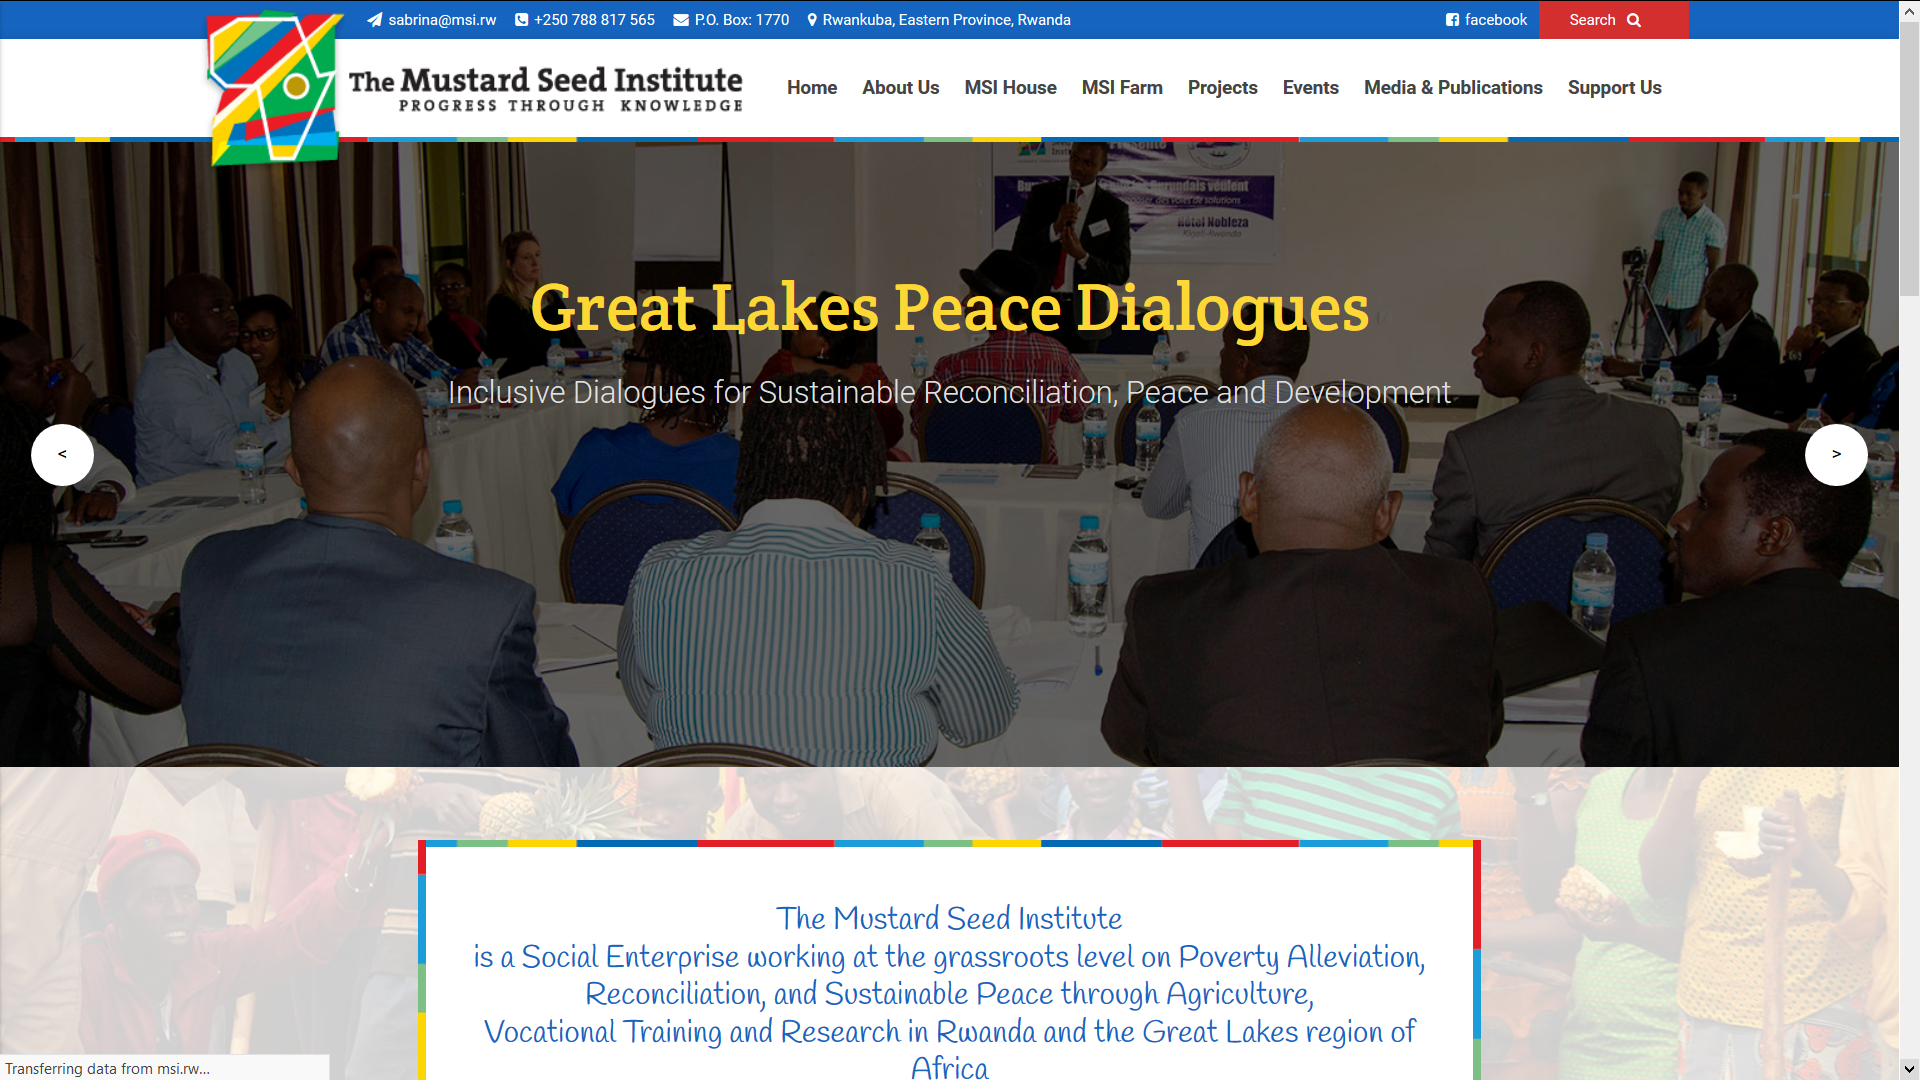 sabrina@msi.rw +250 788 817 565 P.O. Box: 1770 Rwankuba, Eastern Province, Rwanda facebook Search
The Mustard Seed Institute
PROGRESS THROUGH KNOWLEDGE
Home About Us MSI House MSI Farm Projects Events Media & Publications Support Us
Hôtel Nobleza
Kigali-Rwanda
Great Lakes Peace Dialogues
Inclusive Dialogues for Sustainable Reconciliation, Peace and Development
< >
The Mustard Seed Institute
is a Social Enterprise working at the grassroots level on Poverty Alleviation,
Reconciliation, and Sustainable Peace through Agriculture,
Vocational Training and Research in Rwanda and the Great Lakes region of
Africa
Transferring data from msi.rw...